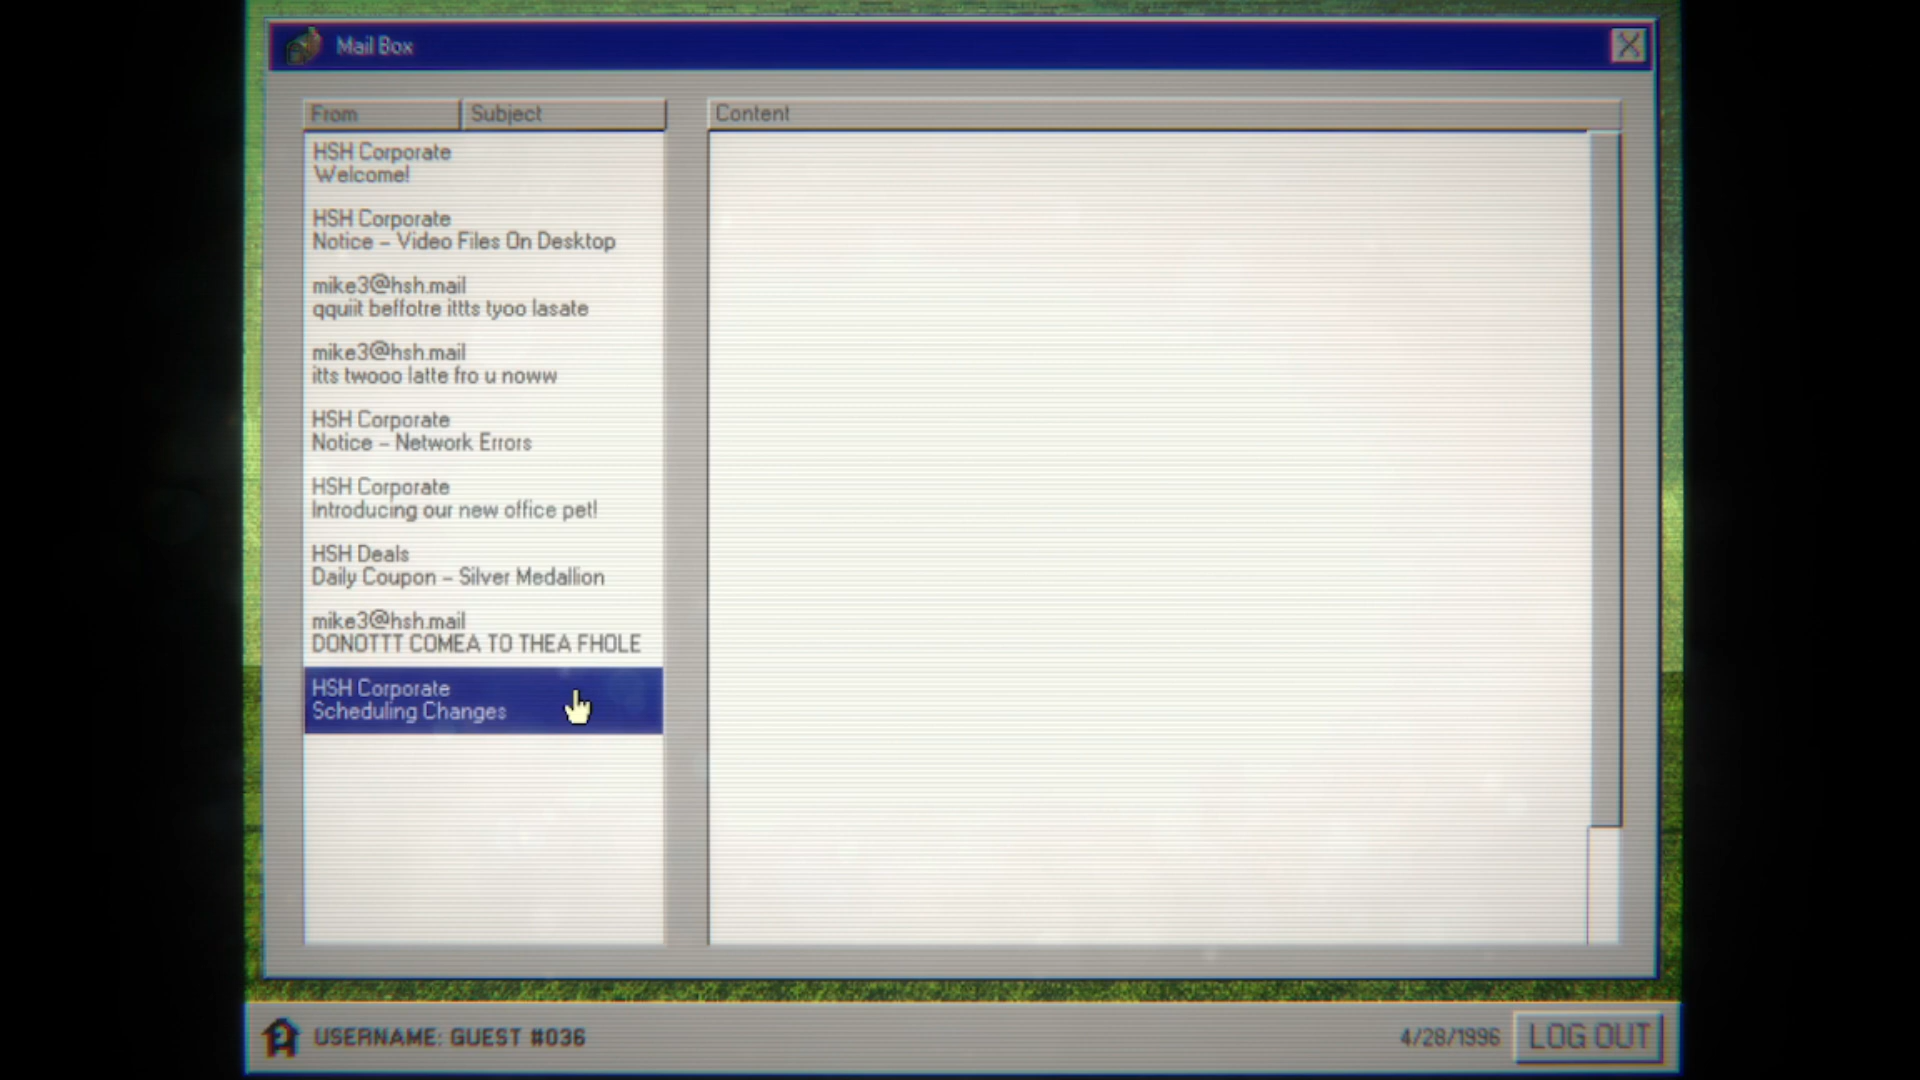 Mail Box
From
Subject
Content
HSH Corporate
Welcome!
HSH Corporate
Notice - Video Files On Desktop
mike3@hsh.mail
qquiit beffotre ittts tyoo lasate
mike3@hsh.mail
itts twooo latte fro u noww
HSH Corporate
Notice - Network Errors
HSH Corporate
Introducing our new office pet!
HSH Deals
Daily Coupon - Silver Medallion
mike3@hsh.mail
DONOTTT COMEA TO THEA FHOLE
HSH Corporate
Scheduling Changes
USERNAME: GUEST #036
4/28/1996
LOG OUT